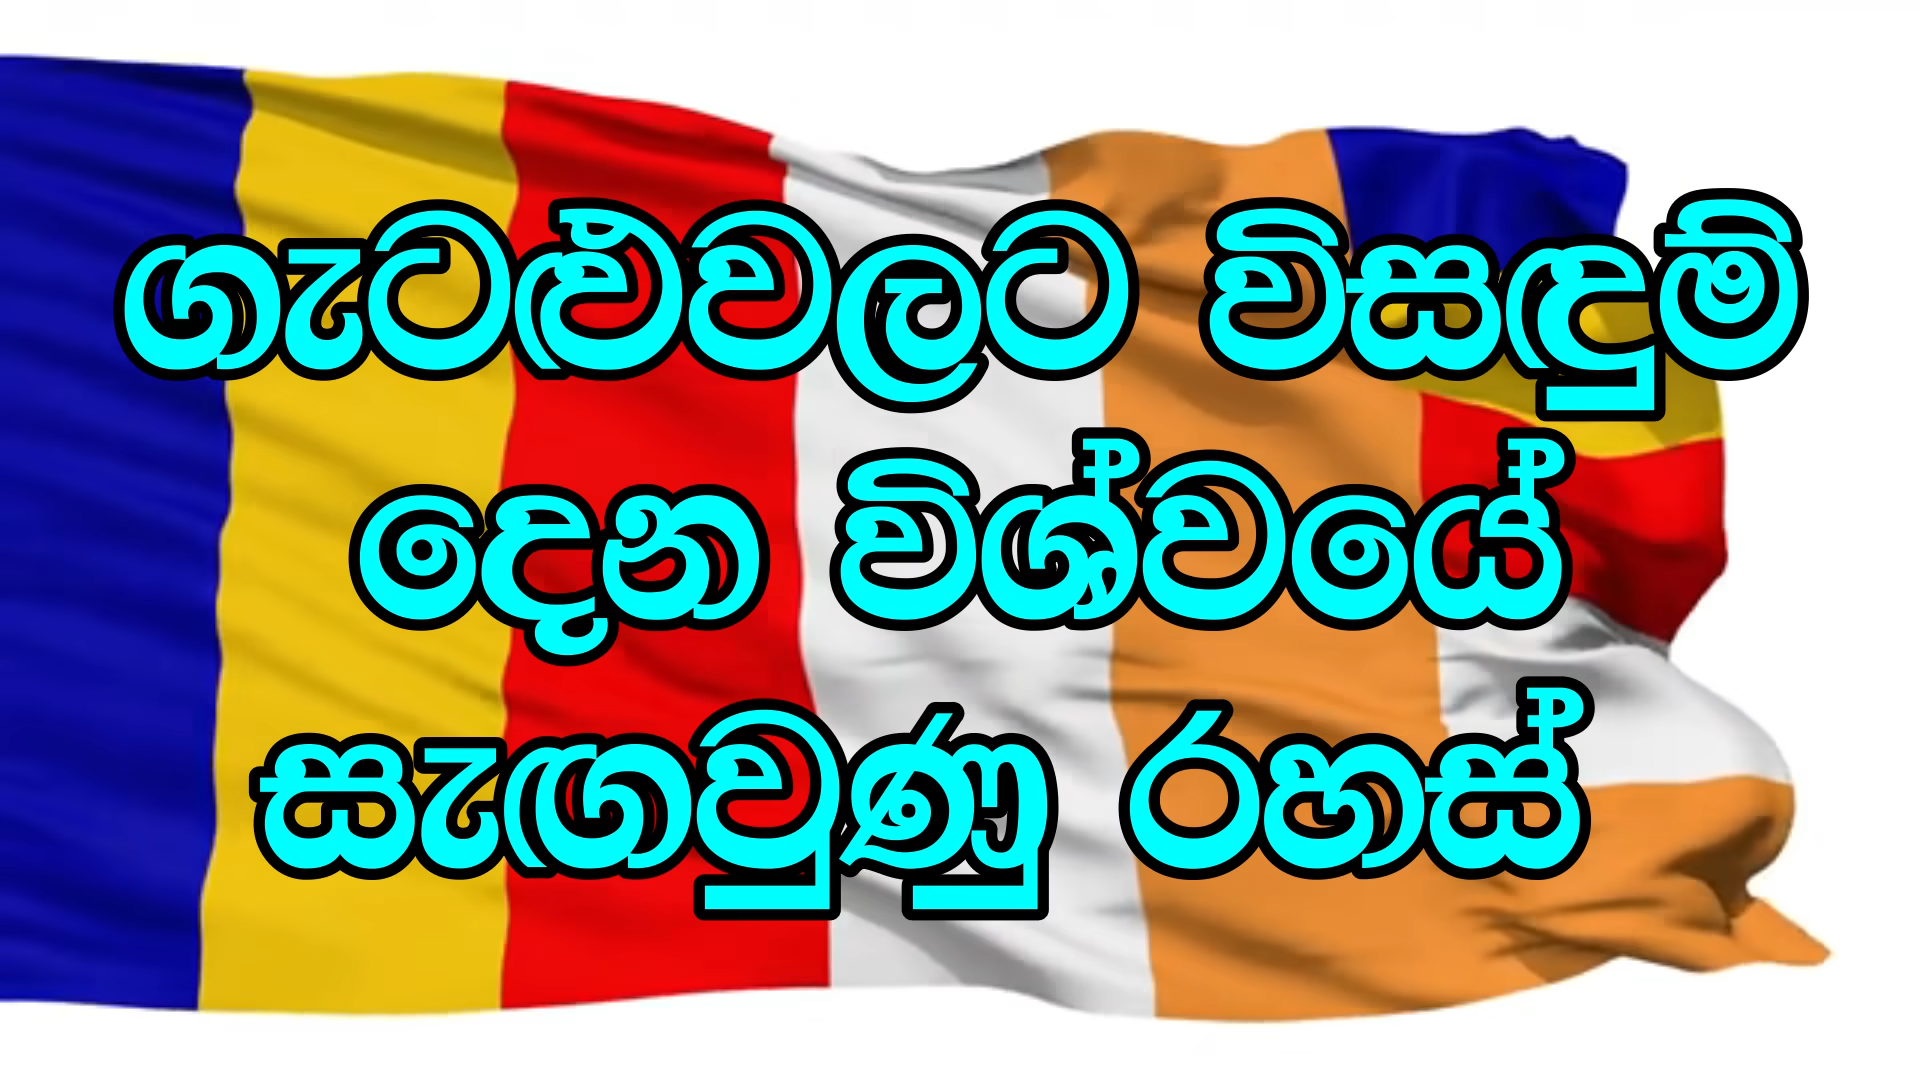 ගැටළුවලට විසඳුම්
දෙන විශ්වයේ
සැඟවුණු රහස්